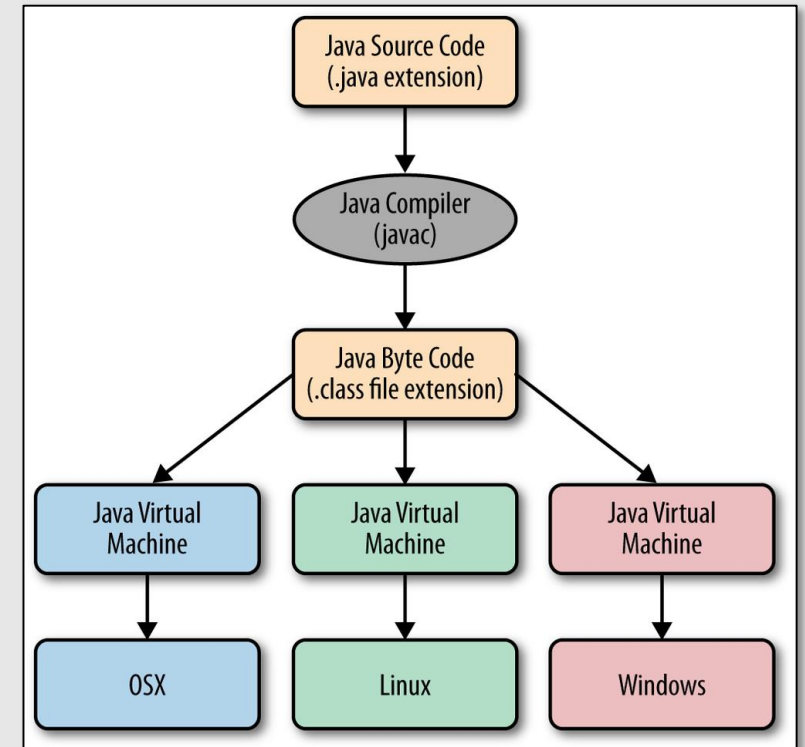 Java Source Code
(.java extension)
Java Compiler
(javac)
Java Byte Code
(.class file extension)
Java Virtual
Machine
Java Virtual
Machine
Java Virtual
Machine
OSX
Linux
Windows